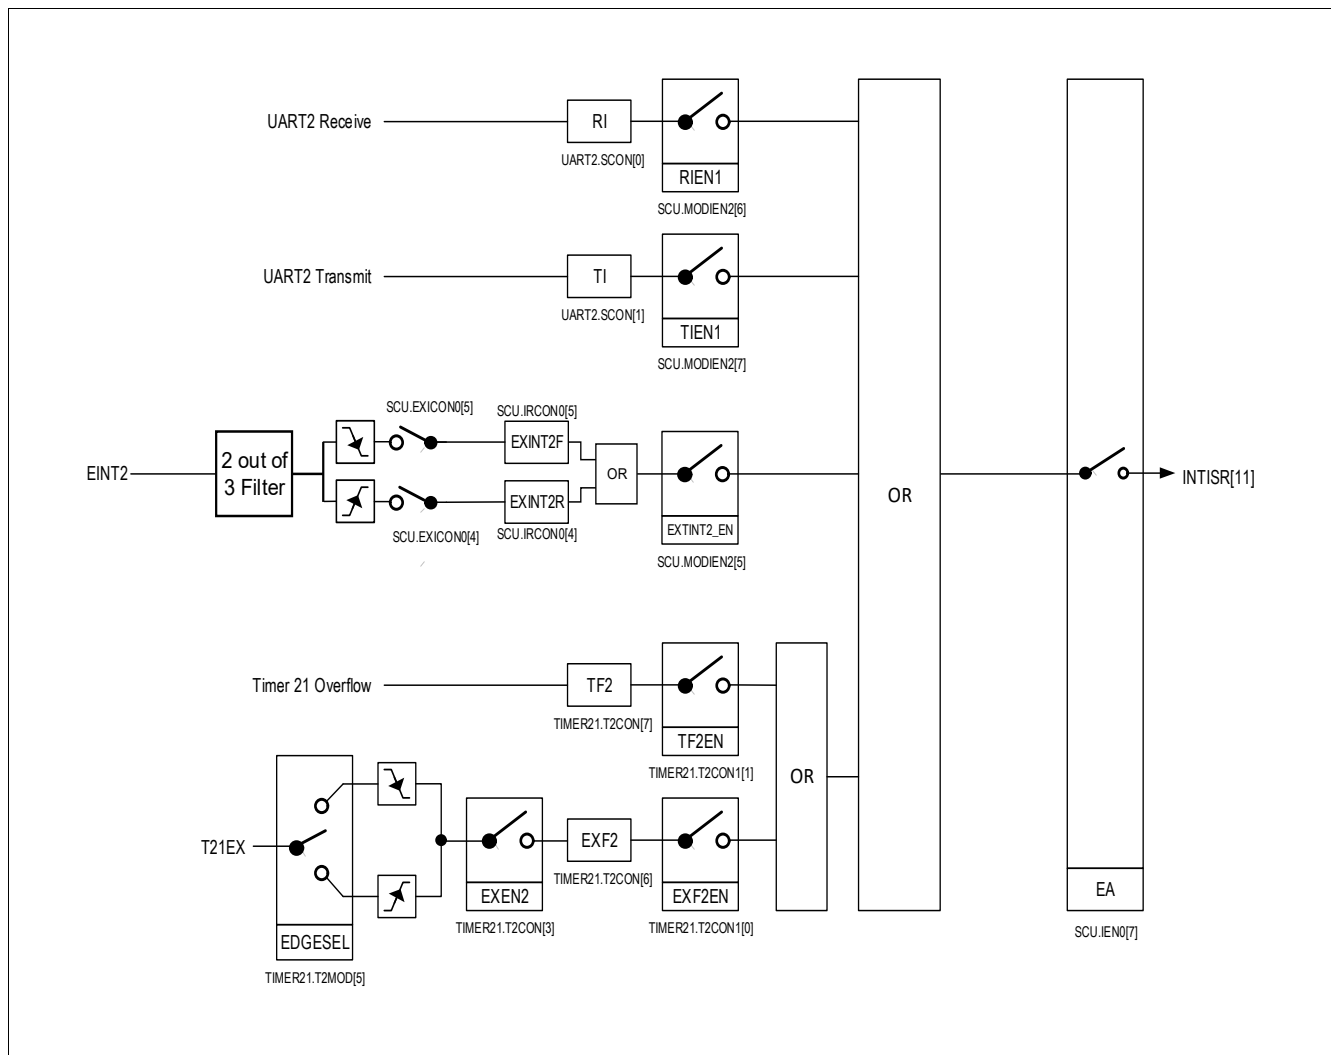 UART2 Receive
RI
UART2.SCON[0]
RIEN1
SCU.MODIEN2[6]
UART2 Transmit
TI
UART2.SCON[1]
TIEN1
SCU.MODIEN2[7]
SCU.EXICON0[5]
SCU.IRCON0[5]
EINT2
2 out of
3 Filter
EXINT2F
OR
EXINT2R
SCU.EXICON0[4]
SCU.IRCON0[4]
EXTINT2_EN
SCU.MODIEN2[5]
OR
INTISR[11]
Timer 21 Overflow
TF2
TIMER21.T2CON[7]
TF2EN
TIMER21.T2CON1[1]
OR
T21EX
EDGESEL
TIMER21.T2MOD[5]
EXEN2
TIMER21.T2CON[3]
EXF2
TIMER21.T2CON[6]
EXF2EN
TIMER21.T2CON1[0]
EA
SCU.IEN0[7]